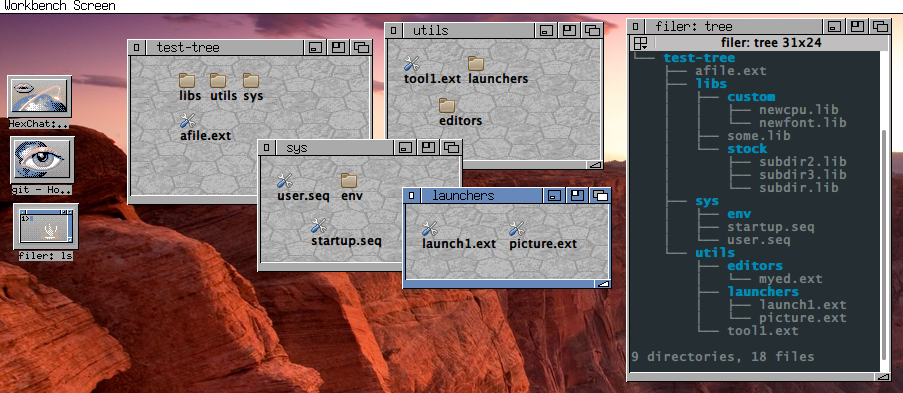 Workbench Screen
HexChat:..
git - Ho..
filer: ls
test-tree
libs utils sys
afile.ext
utils
tool1.ext launchers
editors
sys
user.seq env
startup.seq
launchers
launch1.ext picture.ext
filer: tree
filer: tree 31x24
└── test-tree
    ├── afile.ext
    ├── libs
    │   ├── custom
    │   │   ├── newcpu.lib
    │   │   └── newfont.lib
    │   ├── some.lib
    │   └── stock
    │       ├── subdir2.lib
    │       ├── subdir3.lib
    │       └── subdir.lib
    ├── sys
    │   ├── env
    │   ├── startup.seq
    │   └── user.seq
    └── utils
        ├── editors
        │   └── myed.ext
        ├── launchers
        │   ├── launch1.ext
        │   └── picture.ext
        └── tool1.ext
9 directories, 18 files